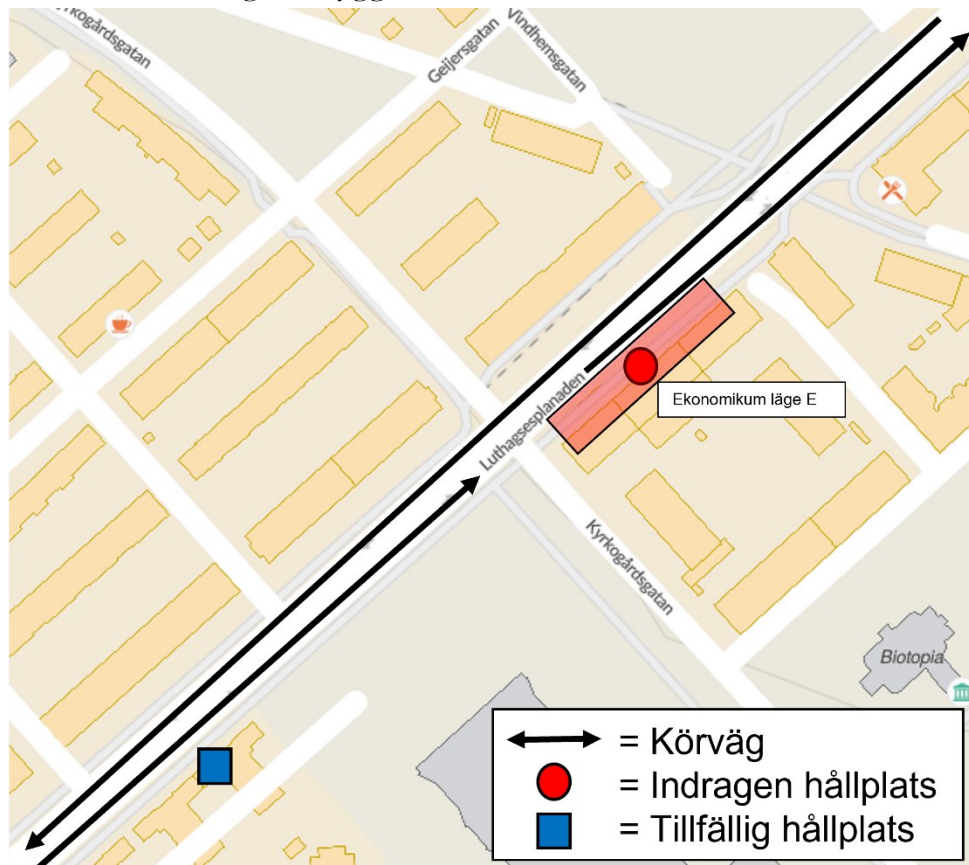 Kyrkogårdsgatan
Geijersgatan
Vindhemsgatan
Luthagsesplanaden
Ekonomikum läge E
Kyrkogårdsgatan
Biotopia
= Körväg
= Indragen hållplats
= Tillfällig hållplats